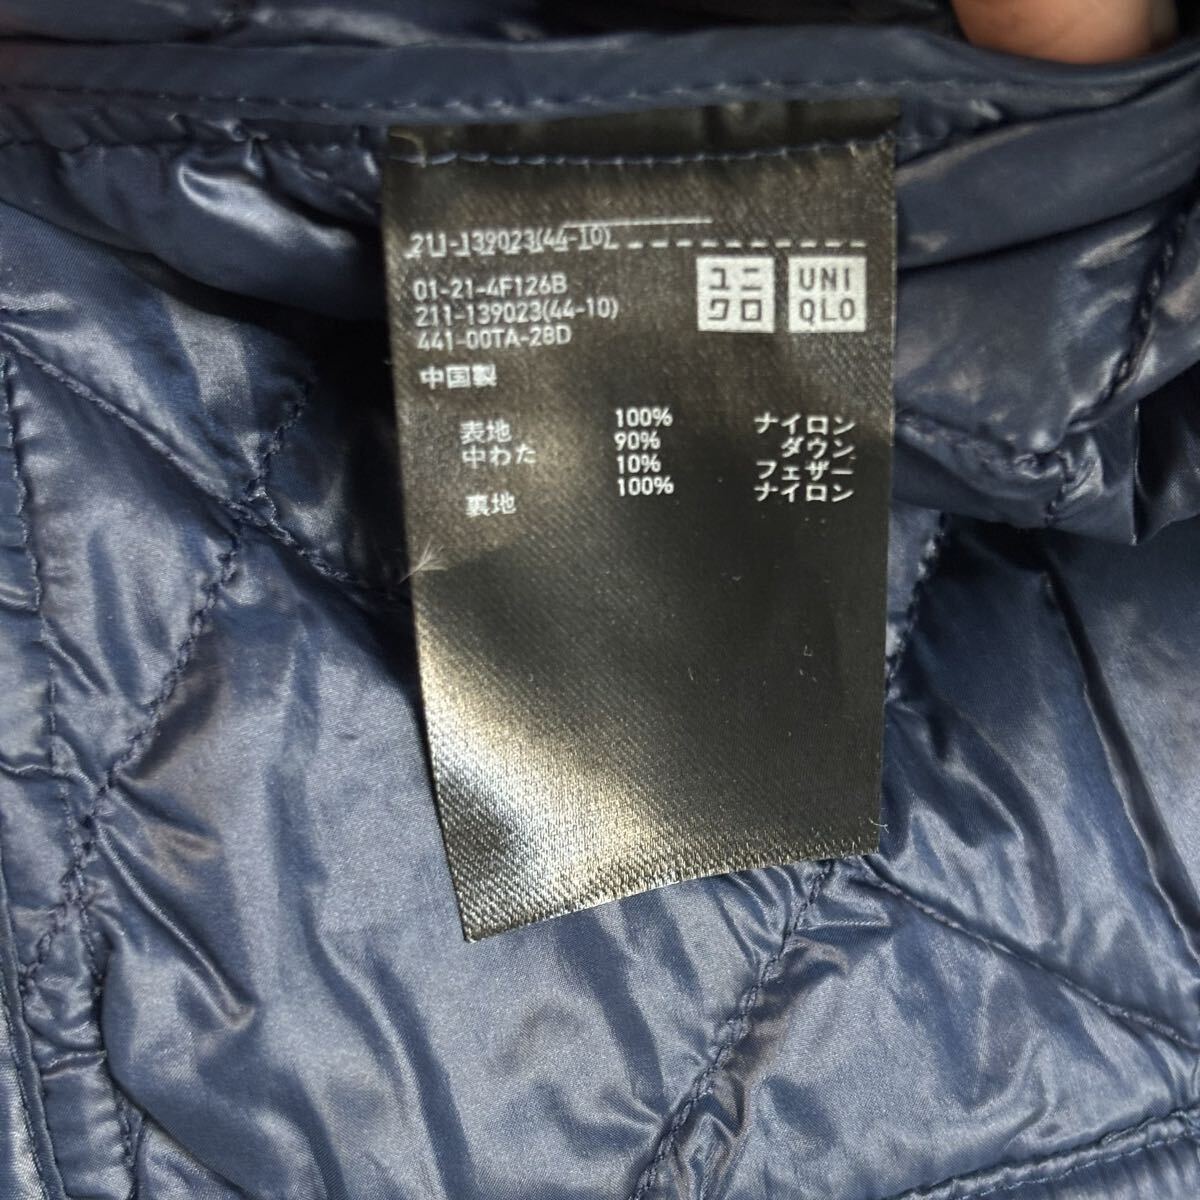 211-139023(44-10)
01-21-4F126B
211-139023(44-10)
441-00TA-28D
ユニクロ
UNIQLO
中国製
表地 100% ナイロン
中わた 90% ダウン
10% フェザー
裏地 100% ナイロン